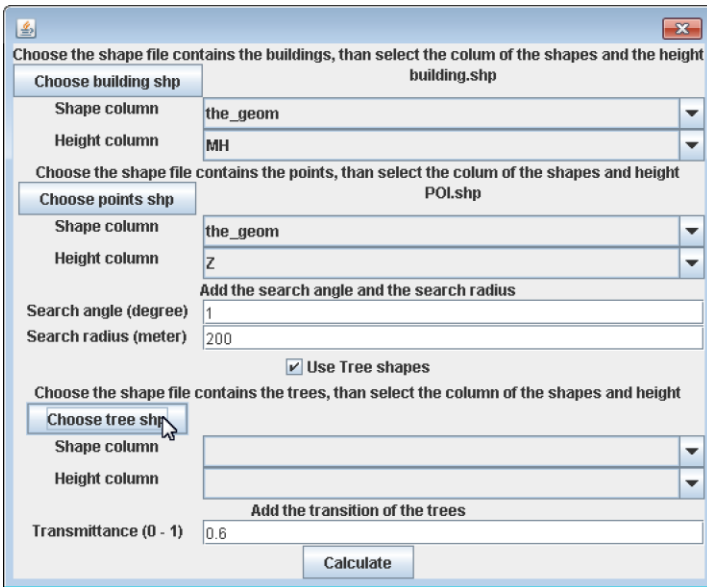 Choose the shape file contains the buildings, than select the colum of the shapes and the height
Choose building shp
building.shp
Shape column
the_geom
Height column
MH
Choose the shape file contains the points, than select the colum of the shapes and height
Choose points shp
POI.shp
Shape column
the_geom
Height column
Z
Add the search angle and the search radius
Search angle (degree)
1
Search radius (meter)
200
Use Tree shapes
Choose the shape file contains the trees, than select the column of the shapes and height
Choose tree shp
Shape column
Height column
Add the transition of the trees
Transmittance (0 - 1)
0.6
Calculate